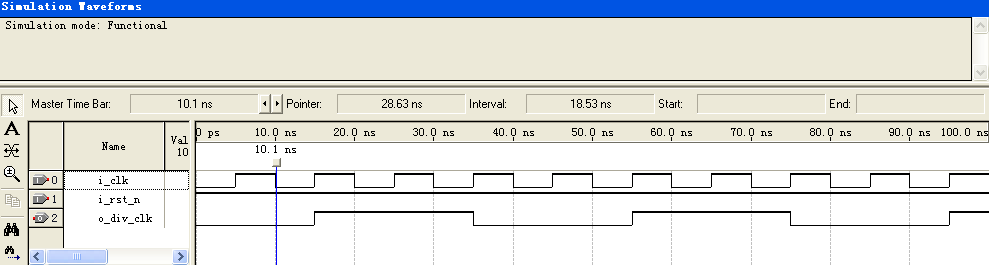 Simulation Waveforms
Simulation mode: Functional
Master Time Bar: 10.1 ns Pointer: 28.63 ns Interval: 18.53 ns Start: End:
Name Val 10 0 ps 10.0 ns 20.0 ns 30.0 ns 40.0 ns 50.0 ns 60.0 ns 70.0 ns 80.0 ns 90.0 ns 100.0 ns
10.1 ns
0 i_clk
1 i_rst_n
2 o_div_clk